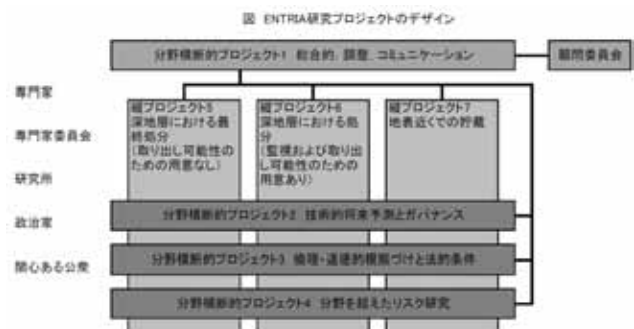 図 ENTRIA研究プロジェクトのデザイン
分野横断的プロジェクト1 総合的、調整、コミュニケーション
顧問委員会
専門家
専門家委員会
研究所
政治家
関心ある公衆
縦プロジェクト5
深地層における最
終処分
(取り出し可能性の
ための用意なし)
縦プロジェクト6
深地層における処
分
(監視および取り出
し可能性のための
用意あり)
縦プロジェクト7
地表近くでの貯蔵
分野横断的プロジェクト2 技術的将来予測とガバナンス
分野横断的プロジェクト3 倫理・道徳的根拠づけと法的条件
分野横断的プロジェクト4 分野を超えたリスク研究